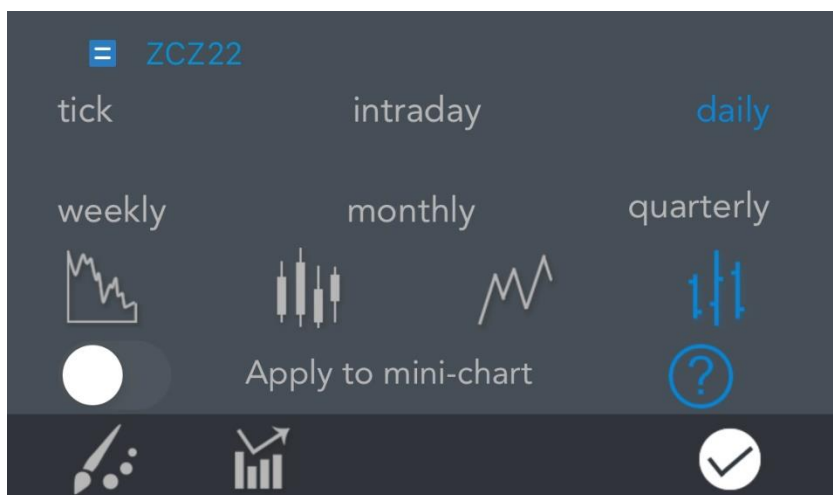 ZCZ22
tick intraday daily
weekly monthly quarterly
Apply to mini-chart ?